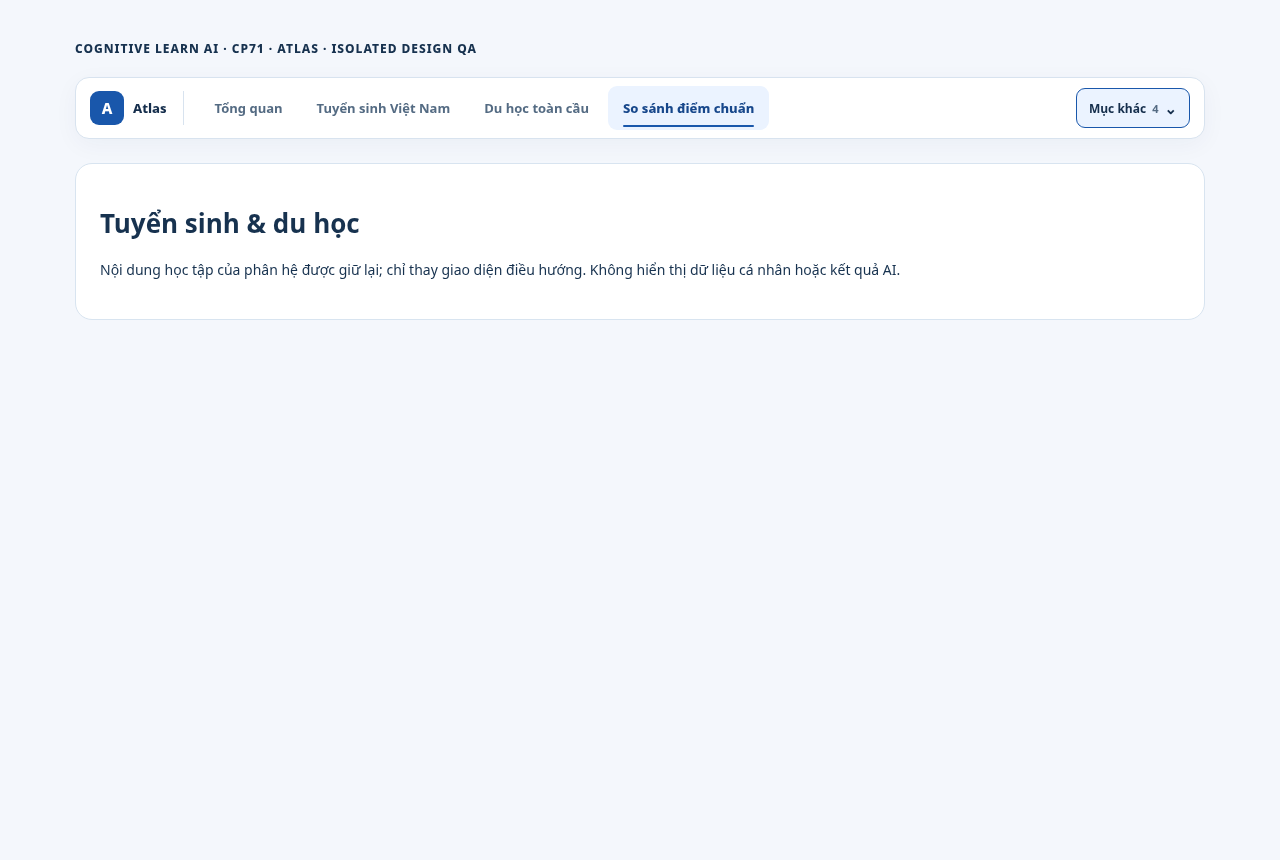 COGNITIVE LEARN AI · CP71 · ATLAS · ISOLATED DESIGN QA
A Atlas Tổng quan Tuyển sinh Việt Nam Du học toàn cầu So sánh điểm chuẩn Mục khác 4
Tuyển sinh & du học
Nội dung học tập của phân hệ được giữ lại; chỉ thay giao diện điều hướng. Không hiển thị dữ liệu cá nhân hoặc kết quả AI.